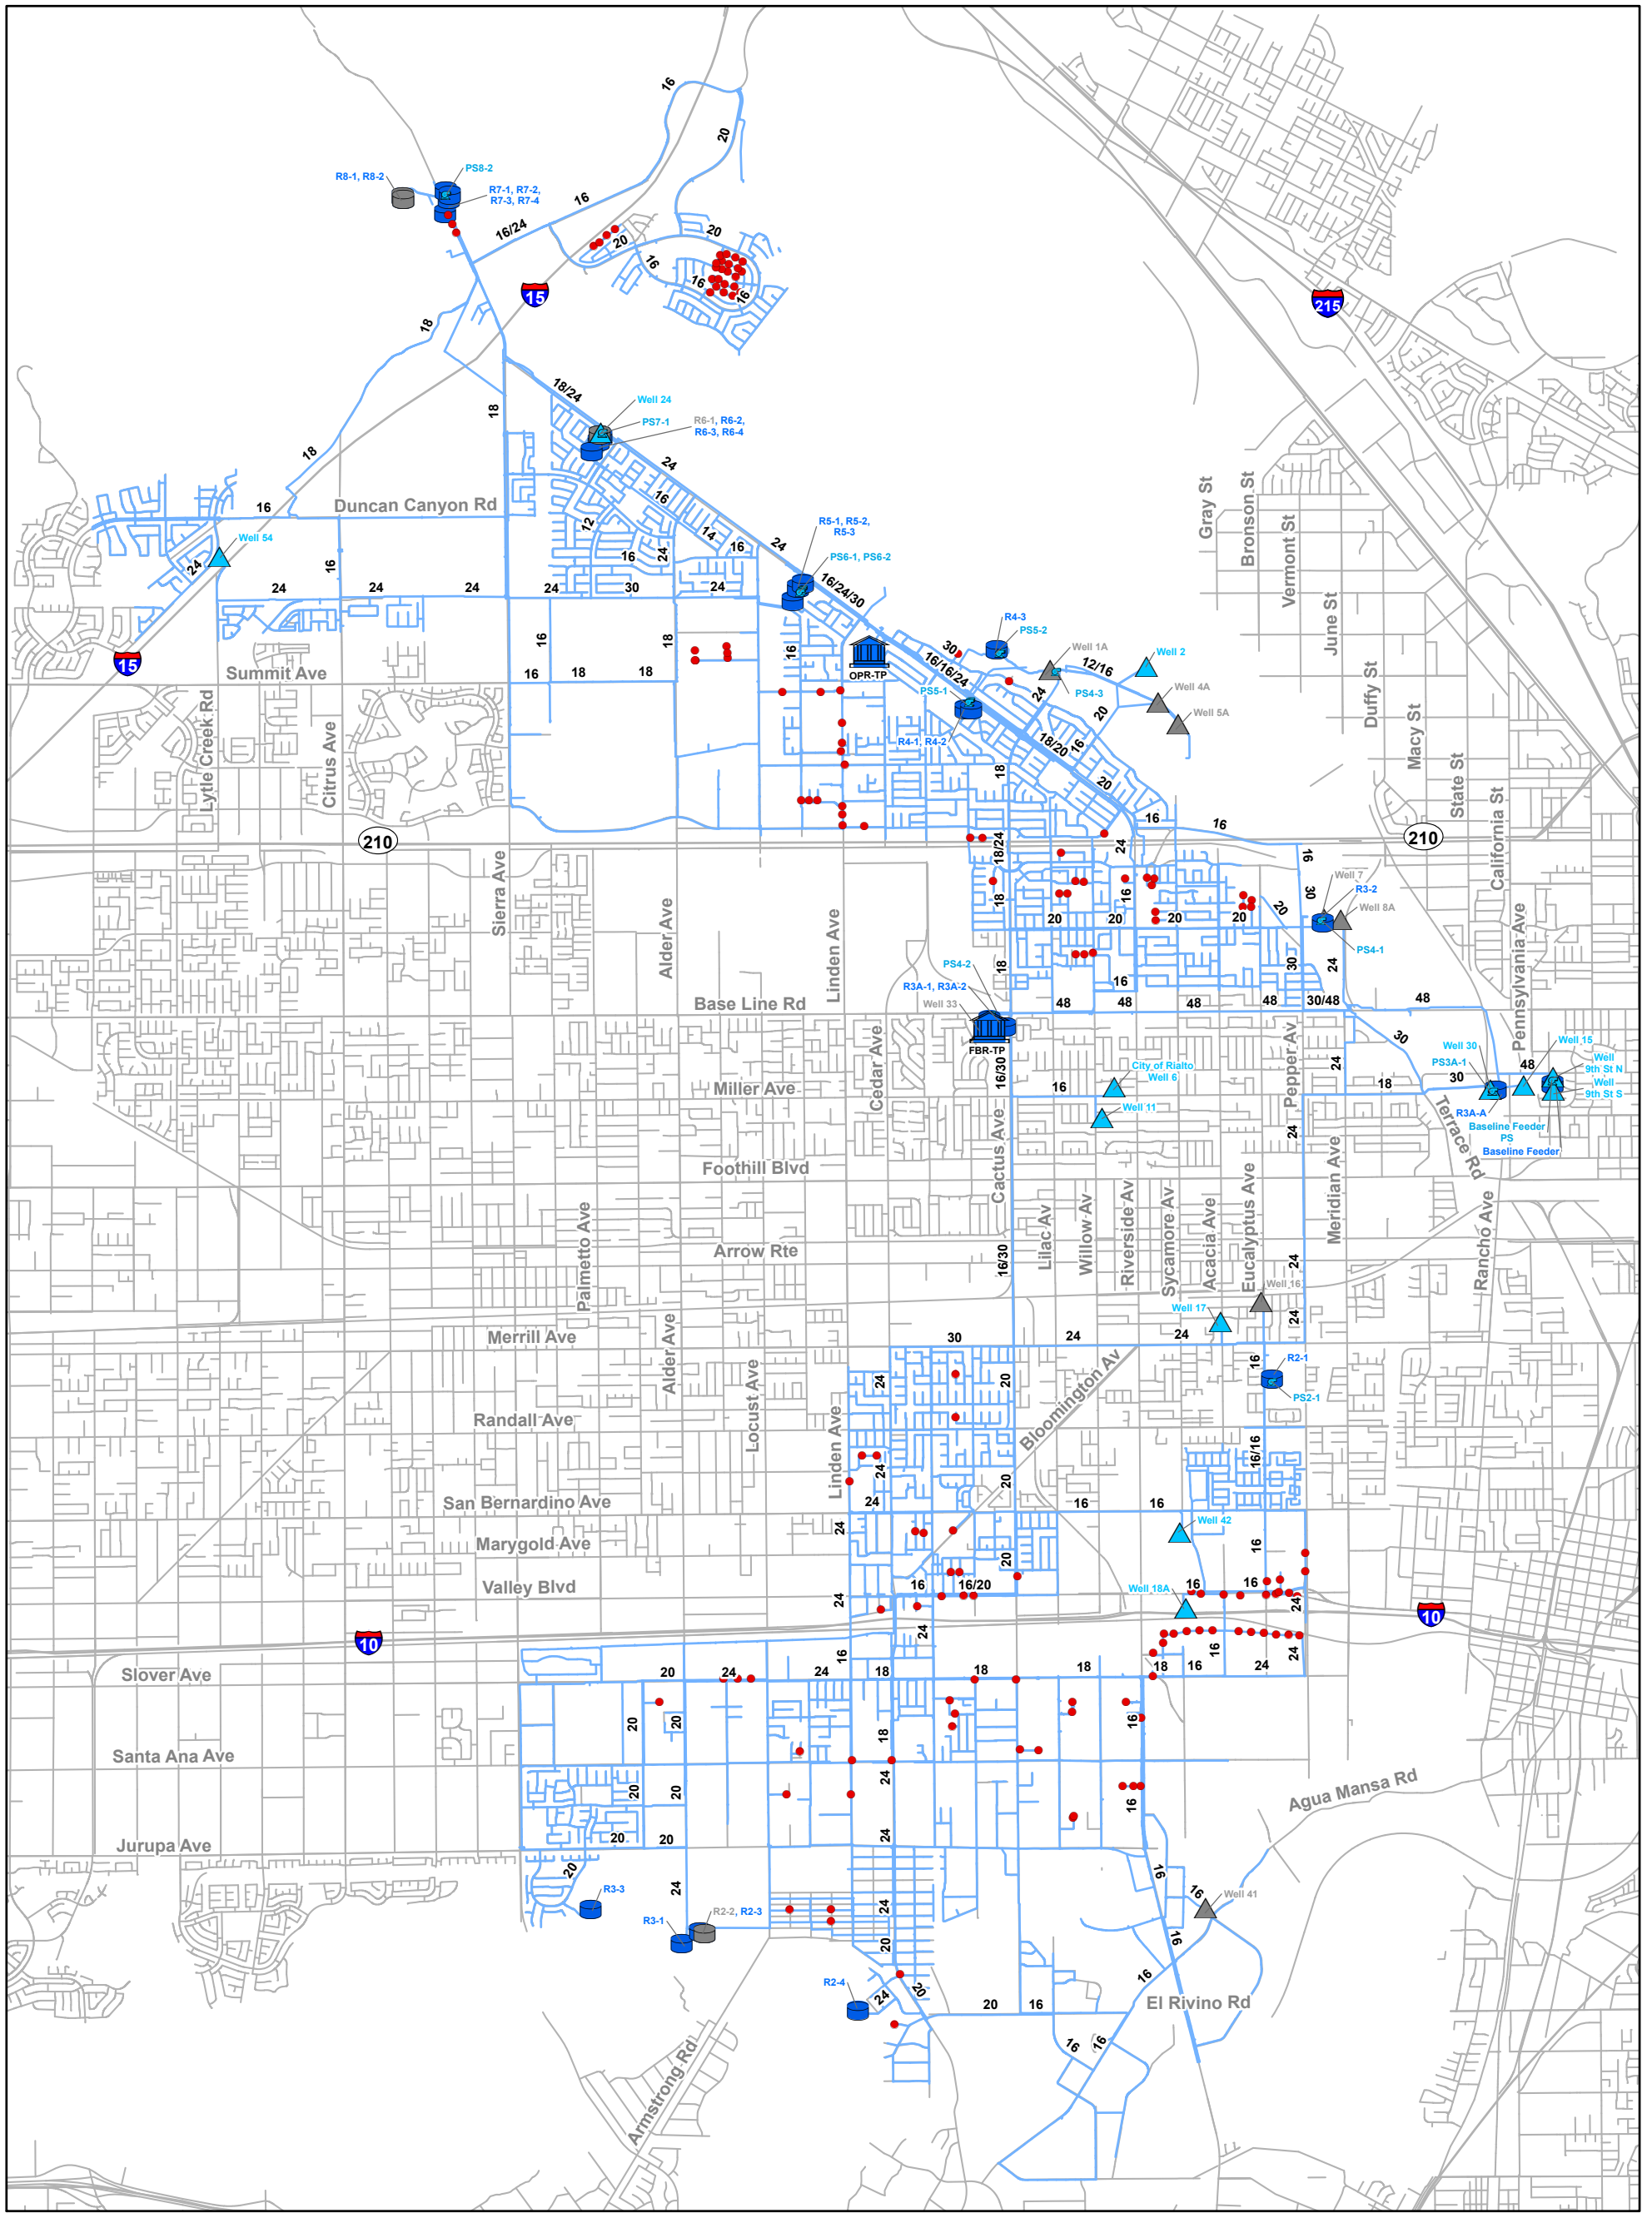 16
20
PS8-2
R8-1, R8-2
R7-1, R7-2,
R7-3, R7-4
16
16/24
20
20
16
16
16
15
215
18
18/24
18
Well 24
PS7-1
R6-1, R6-2,
R6-3, R6-4
18
24
16
Duncan Canyon Rd
16
12
14
16
24
16
24
R5-1, R5-2,
R5-3
PS6-1, PS6-2
Well 54
24
16
24
24
24
24
30
24
16/24/30
Gray St
Bronson St
Vermont St
June St
Duffy St
Macy St
State St
California St
Pennsylvania Ave
R4-3
PS5-2
30
16/16/24
Well 1A
12/16
Well 2
PS4-3
24
Well 4A
20
Well 5A
OPR-TP
PS5-1
R4-1, R4-2
18/20
16
20
15
Summit Ave
16
18
18
16
18
16
Lytle Creek Rd
Citrus Ave
18
16
16
210
210
18/24
24
16
Sierra Ave
Alder Ave
Linden Ave
18
16
30
Well 7
R3-2
Well 8A
PS4-1
20
20
20
20
20
18
16
30
24
PS4-2
R3A-1, R3A-2
Well 33
Base Line Rd
48
48
48
48
30/48
48
FBR-TP
30
Cedar Ave
16/30
Miller Ave
16
City of Rialto
Well 6
Well 11
Pepper Av
24
18
30
48
Well 30
PS3A-1
Well 15
Well
9th St N
Well
9th St S
R3A-A
Baseline Feeder
PS
Baseline Feeder
Terrace Rd
24
Foothill Blvd
Cactus Ave
Lilac Av
Willow Av
Riverside Av
Sycamore Av
Acacia Ave
Eucalyptus Ave
Meridian Ave
Rancho Ave
Arrow Rte
16/30
24
Palmetto Ave
Well 16
Well 17
24
Merrill Ave
30
24
24
16
R2-1
PS2-1
Alder Ave
Locust Ave
Linden Ave
24
20
Bloomington Av
Randall Ave
24
20
16/16
San Bernardino Ave
24
16
16
Well 42
24
Marygold Ave
20
16
Valley Blvd
16
16/20
24
Well 18A
16
16
24
10
10
24
16
16
24
Slover Ave
20
24
24
18
18
18
18
16
24
20
20
18
16
Santa Ana Ave
20
20
24
16
Agua Mansa Rd
Jurupa Ave
20
20
24
20
24
16
16
Well 41
R3-3
R3-1
R2-2, R2-3
24
20
16
R2-4
24
20
16
20
16
El Rivino Rd
16
16
Armstrong Rd